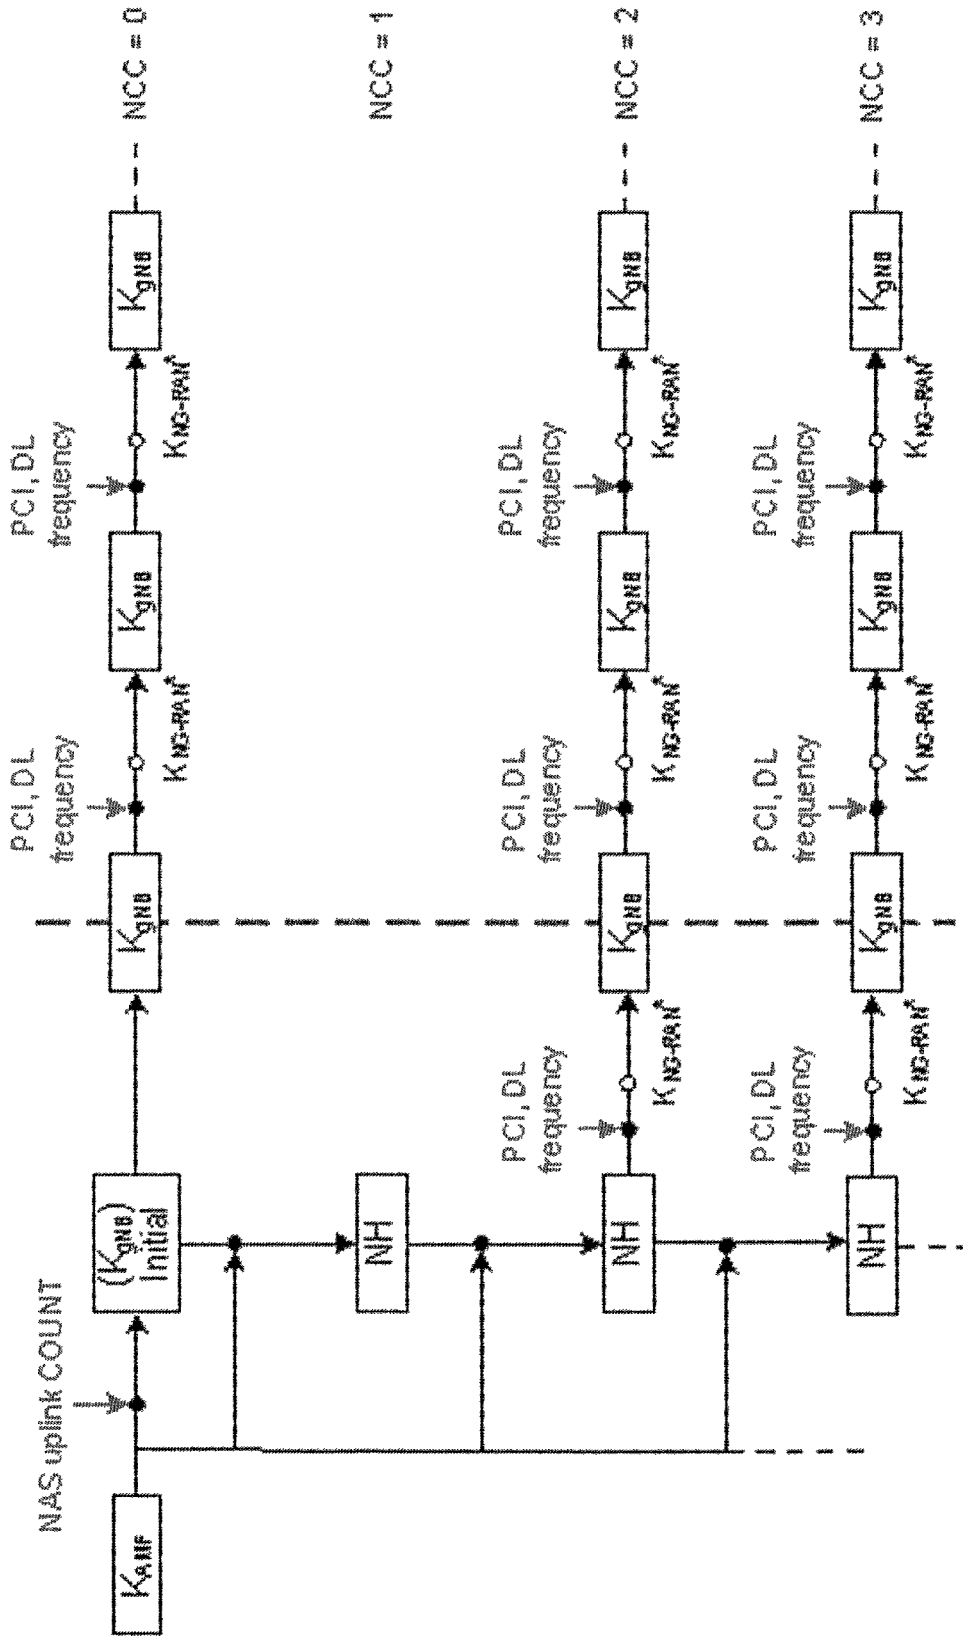 NAS uplink COUNT
PCI, DL
frequency
PCI, DL
frequency
K_AMF
(K_gNB)
Initial
K_gNB
K_gNB
K_gNB
NCC = 0
K_NG-RAN*
K_NG-RAN*
NH
NCC = 1
PCI, DL
frequency
PCI, DL
frequency
PCI, DL
frequency
NH
K_gNB
K_gNB
K_gNB
NCC = 2
K_NG-RAN*
K_NG-RAN*
K_NG-RAN*
PCI, DL
frequency
PCI, DL
frequency
PCI, DL
frequency
NH
K_gNB
K_gNB
K_gNB
NCC = 3
K_NG-RAN*
K_NG-RAN*
K_NG-RAN*